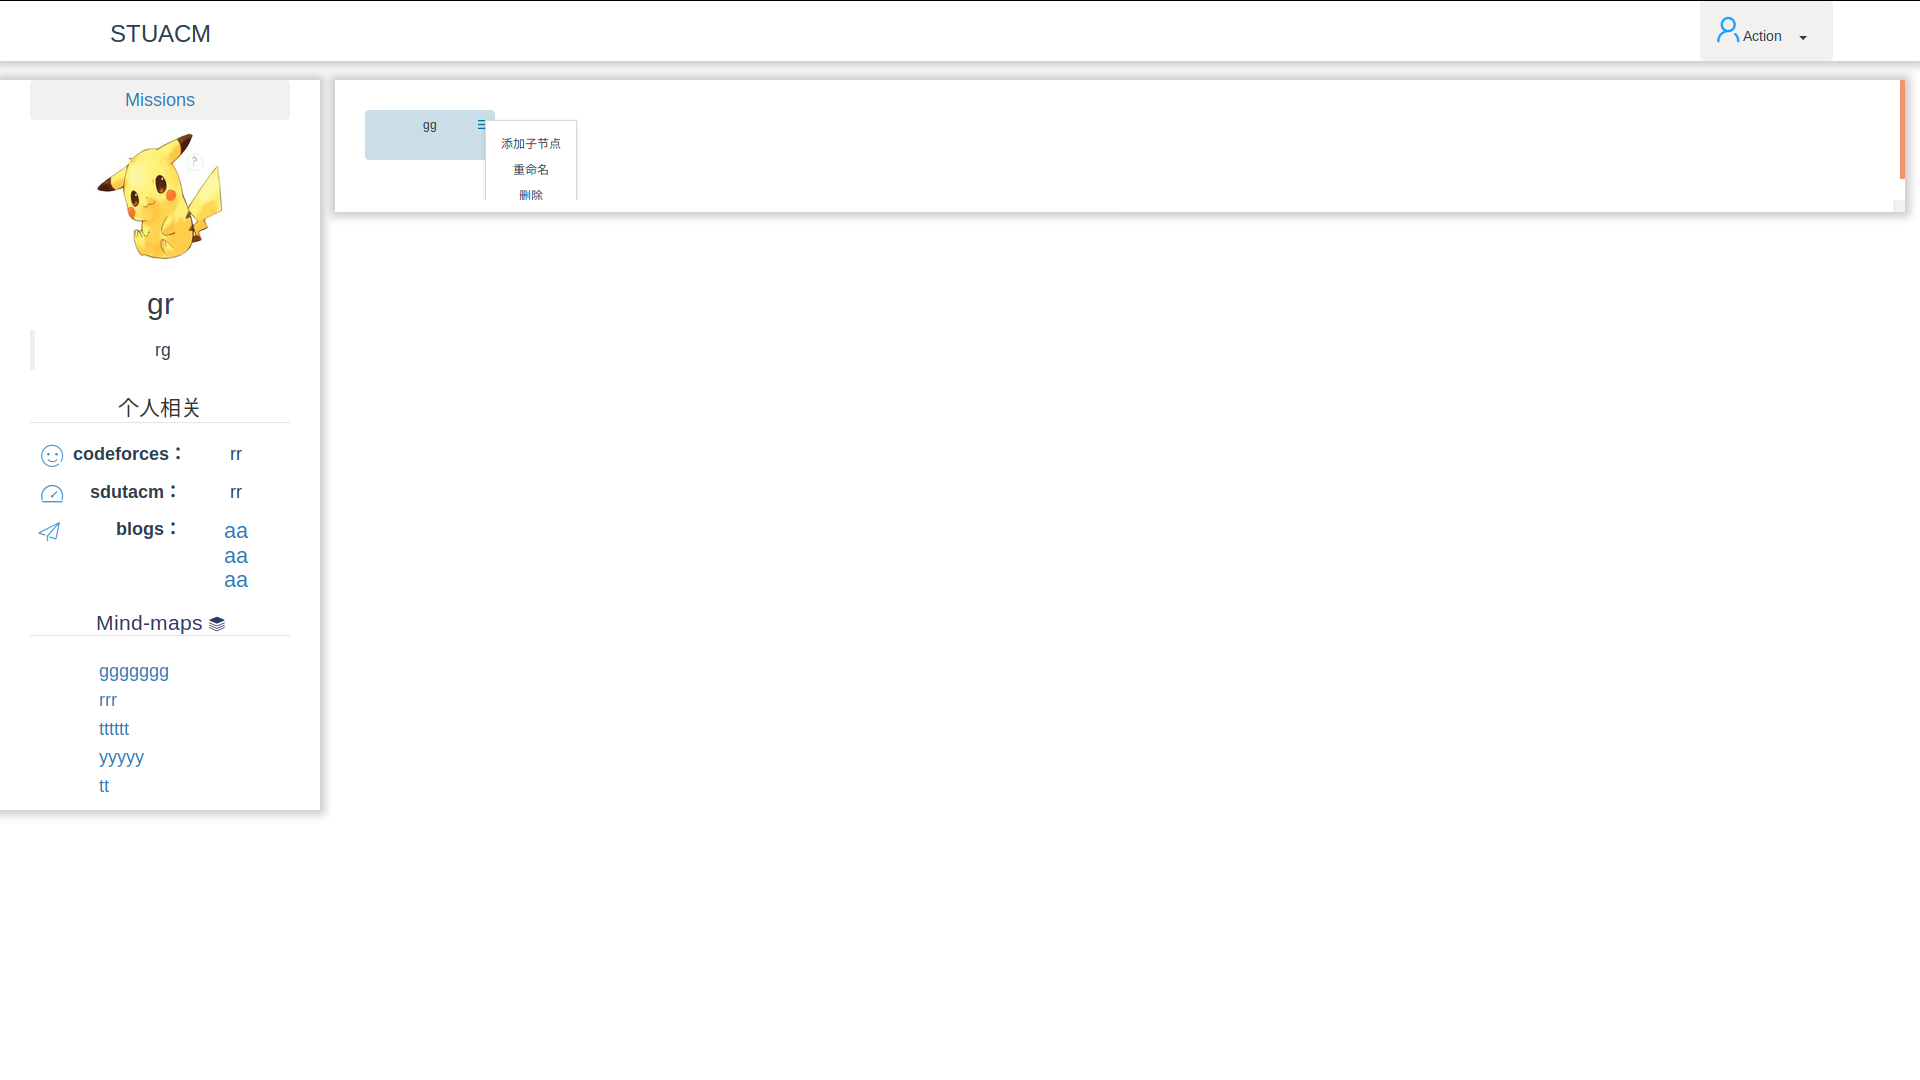 STUACM
Action
Missions
gr
rg
个人相关
codeforces： rr
sdutacm： rr
blogs： aa
aa
aa
Mind-maps
ggggggg
rrr
tttttt
yyyyy
tt
gg
添加子节点
重命名
删除